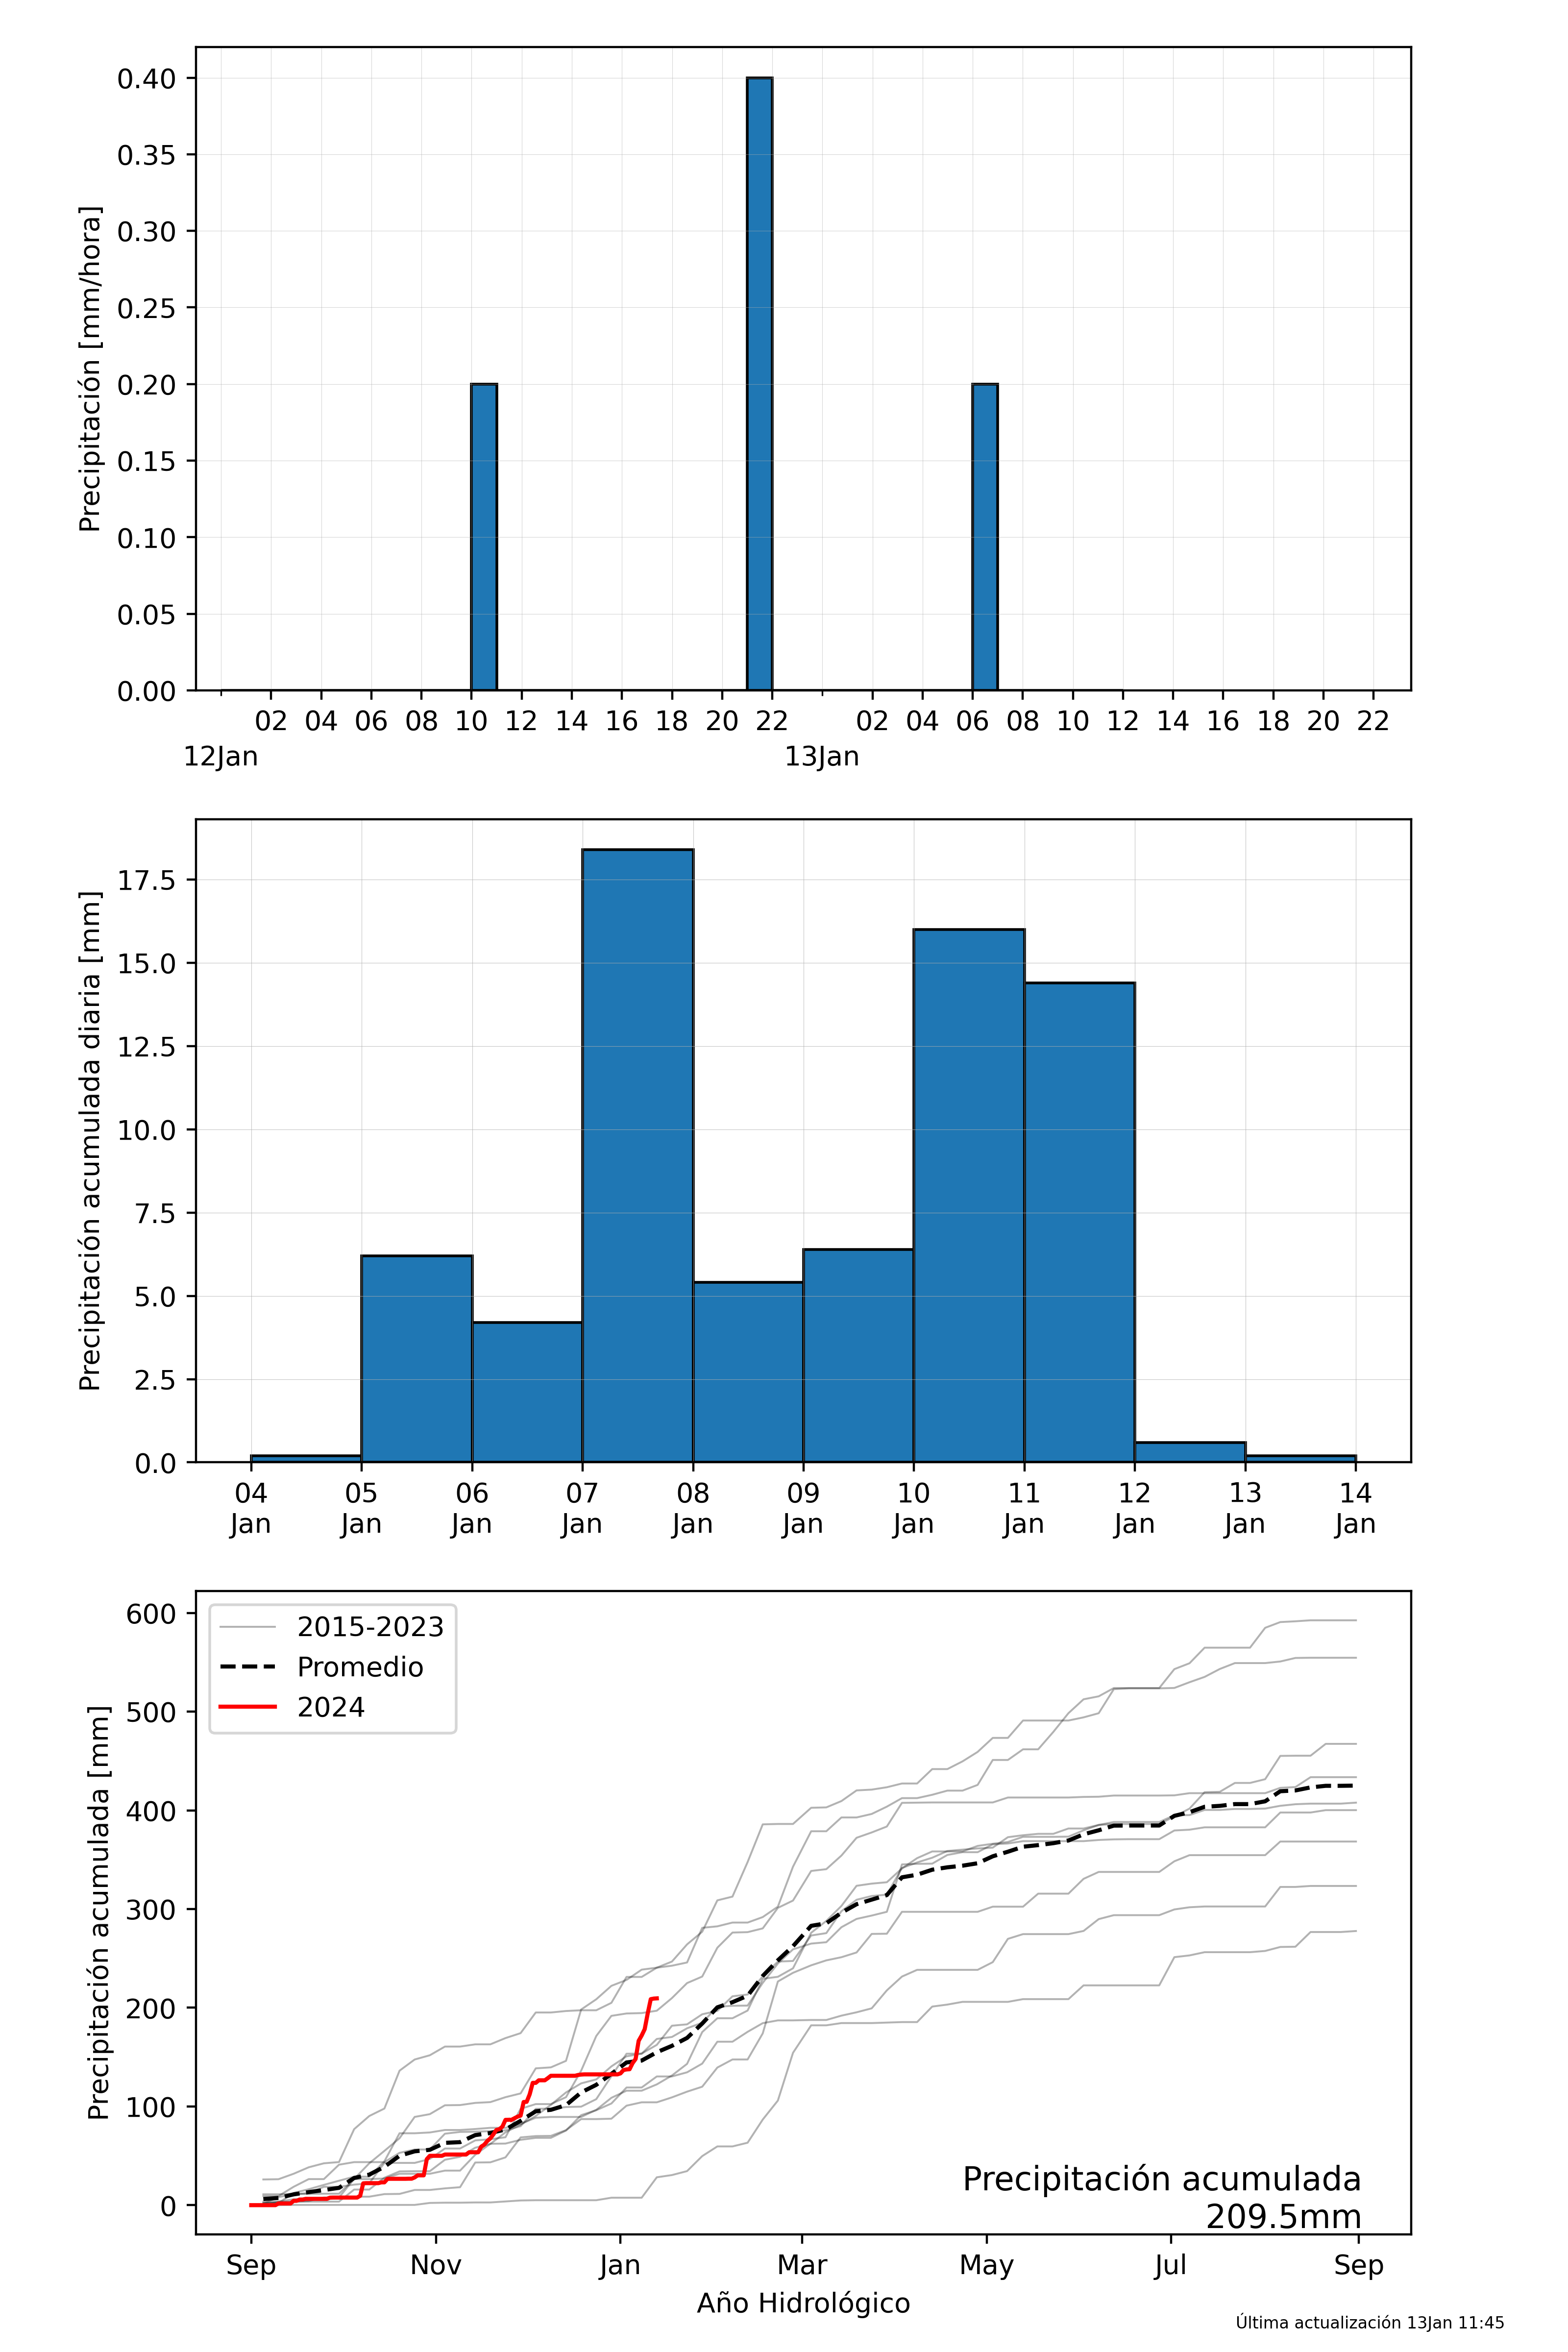 0.40
0.35
0.30
0.25
0.20
0.15
0.10
0.05
0.00
Precipitación [mm/hora]
02 04 06 08 10 12 14 16 18 20 22 02 04 06 08 10 12 14 16 18 20 22
12Jan 13Jan
17.5
15.0
12.5
10.0
7.5
5.0
2.5
0.0
Precipitación acumulada diaria [mm]
04 05 06 07 08 09 10 11 12 13 14
Jan Jan Jan Jan Jan Jan Jan Jan Jan Jan Jan
600
500
400
300
200
100
0
Precipitación acumulada [mm]
2015-2023
Promedio
2024
Precipitación acumulada
209.5mm
Sep Nov Jan Mar May Jul Sep
Año Hidrológico
Última actualización 13Jan 11:45